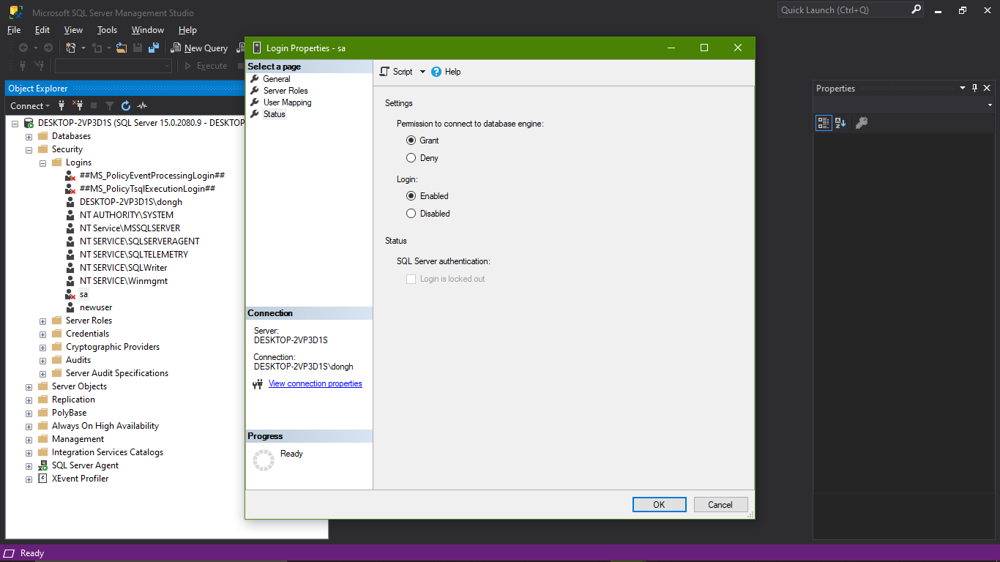 Microsoft SQL Server Management Studio
Quick Launch (Ctrl+Q)
File Edit View Tools Window Help
New Query
Execute
Object Explorer
Connect
DESKTOP-2VP3D1S (SQL Server 15.0.2080.9 - DESKTOP
Databases
Security
Logins
##MS_PolicyEventProcessingLogin##
##MS_PolicyTsqlExecutionLogin##
DESKTOP-2VP3D1S\dongh
NT AUTHORITY\SYSTEM
NT Service\MSSQLSERVER
NT SERVICE\SQLSERVERAGENT
NT SERVICE\SQLTELEMETRY
NT SERVICE\SQLWriter
NT SERVICE\Winmgmt
sa
newuser
Server Roles
Credentials
Cryptographic Providers
Audits
Server Audit Specifications
Server Objects
Replication
PolyBase
Always On High Availability
Management
Integration Services Catalogs
SQL Server Agent
XEvent Profiler
Login Properties - sa
Select a page
General
Server Roles
User Mapping
Status
Connection
Server:
DESKTOP-2VP3D1S
Connection:
DESKTOP-2VP3D1S\dongh
View connection properties
Progress
Ready
Script Help
Settings
Permission to connect to database engine:
Grant
Deny
Login:
Enabled
Disabled
Status
SQL Server authentication:
Login is locked out
OK Cancel
Properties
Ready